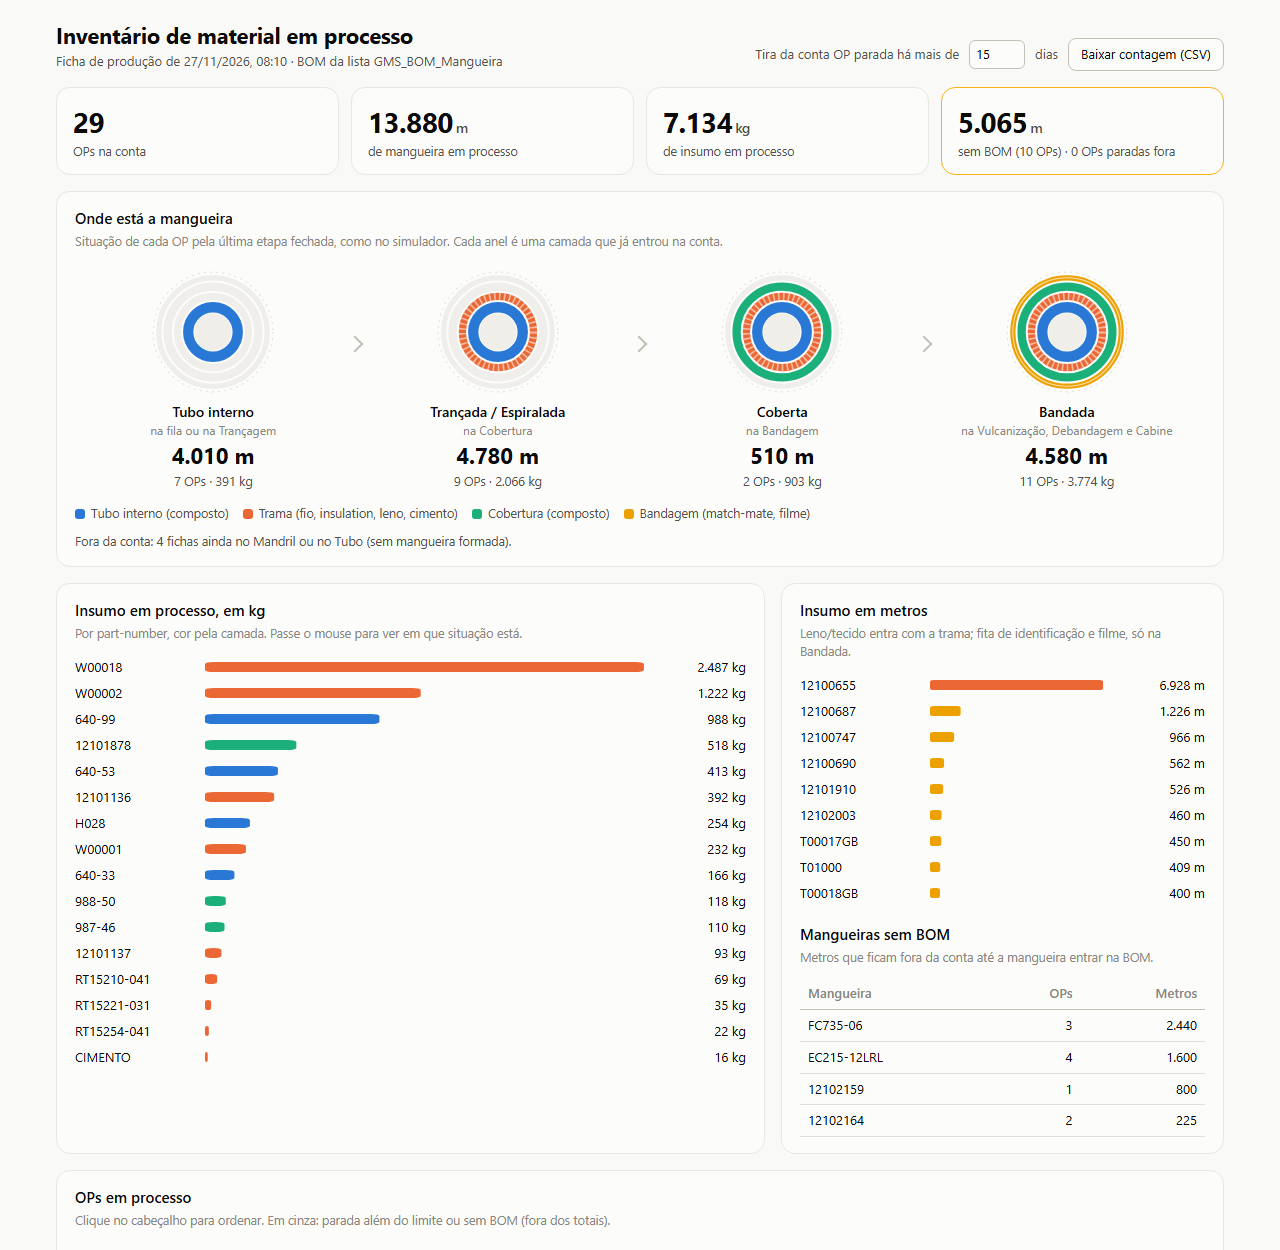 Inventário de material em processo
Ficha de produção de 27/11/2026, 08:10 · BOM da lista GMS_BOM_Mangueira
Tira da conta OP parada há mais de 15 dias Baixar contagem (CSV)
29
OPs na conta
13.880 m
de mangueira em processo
7.134 kg
de insumo em processo
5.065 m
sem BOM (10 OPs) · 0 OPs paradas fora
Onde está a mangueira
Situação de cada OP pela última etapa fechada, como no simulador. Cada anel é uma camada que já entrou na conta.
Tubo interno
na fila ou na Trançagem
4.010 m
7 OPs · 391 kg
Trançada / Espiralada
na Cobertura
4.780 m
9 OPs · 2.066 kg
Coberta
na Bandagem
510 m
2 OPs · 903 kg
Bandada
na Vulcanização, Debandagem e Cabine
4.580 m
11 OPs · 3.774 kg
Tubo interno (composto) Trama (fio, insulation, leno, cimento) Cobertura (composto) Bandagem (match-mate, filme)
Fora da conta: 4 fichas ainda no Mandril ou no Tubo (sem mangueira formada).
Insumo em processo, em kg
Por part-number, cor pela camada. Passe o mouse para ver em que situação está.
W00018 2.487 kg
W00002 1.222 kg
640-99 988 kg
12101878 518 kg
640-53 413 kg
12101136 392 kg
H028 254 kg
W00001 232 kg
640-33 166 kg
988-50 118 kg
987-46 110 kg
12101137 93 kg
RT15210-041 69 kg
RT15221-031 35 kg
RT15254-041 22 kg
CIMENTO 16 kg
Insumo em metros
Leno/tecido entra com a trama; fita de identificação e filme, só na
Bandada.
12100655 6.928 m
12100687 1.226 m
12100747 966 m
12100690 562 m
12101910 526 m
12102003 460 m
T00017GB 450 m
T01000 409 m
T00018GB 400 m
Mangueiras sem BOM
Metros que ficam fora da conta até a mangueira entrar na BOM.
Mangueira OPs Metros
FC735-06 3 2.440
EC215-12LRL 4 1.600
12102159 1 800
12102164 2 225
OPs em processo
Clique no cabeçalho para ordenar. Em cinza: parada além do limite ou sem BOM (fora dos totais).